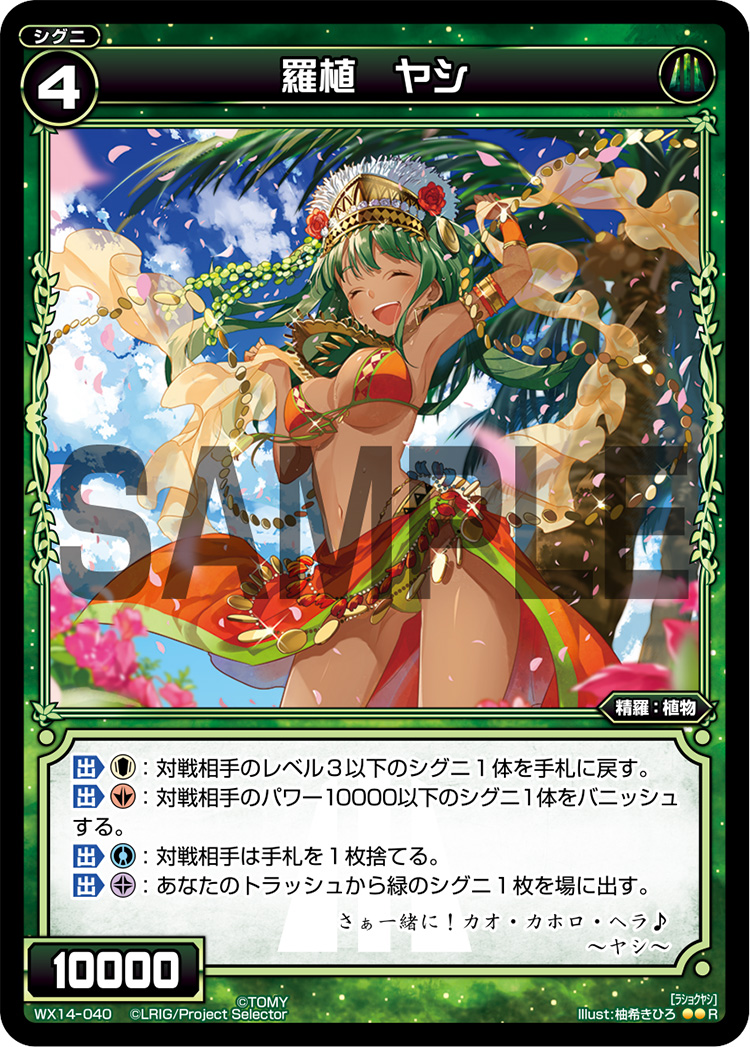 シグニ
4
羅植　ヤシ
SAMPLE
精羅：植物
出：対戦相手のレベル３以下のシグニ１体を手札に戻す。
出：対戦相手のパワー10000以下のシグニ1体をバニッシュ
する。
出：対戦相手は手札を１枚捨てる。
出：あなたのトラッシュから緑のシグニ１枚を場に出す。
さぁ一緒に！カオ・カホロ・ヘラ♪
～ヤシ～
10000
WX14-040 ©LRIG/Project Selector
©TOMY
[ラショクヤシ]
Illust:柚希きひろ R